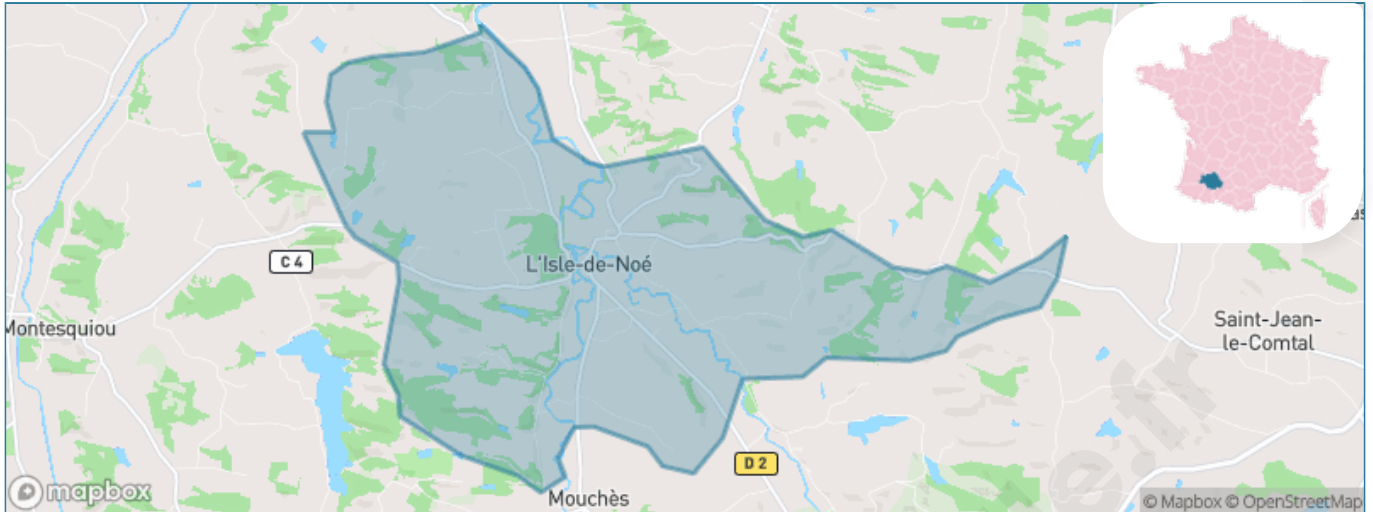 C 4
L'Isle-de-Noé
Montesquiou
Saint-Jean-
le-Comtal
D 2
Mouchès
mapbox
© Mapbox © OpenStreetMap